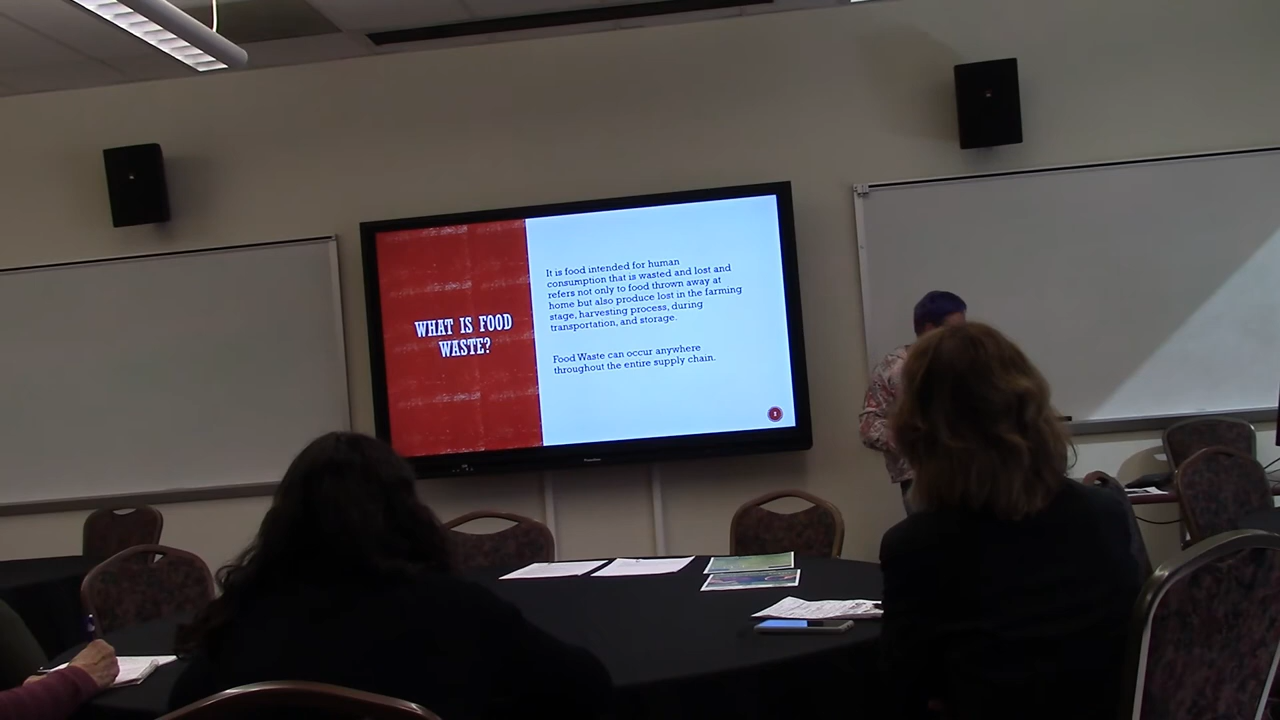 WHAT IS FOOD
WASTE?
It is food intended for human
consumption that is wasted and lost and
refers not only to food thrown away at
home but also produce lost in the farming
stage, harvesting process, during
transportation, and storage.
Food Waste can occur anywhere
throughout the entire supply chain.